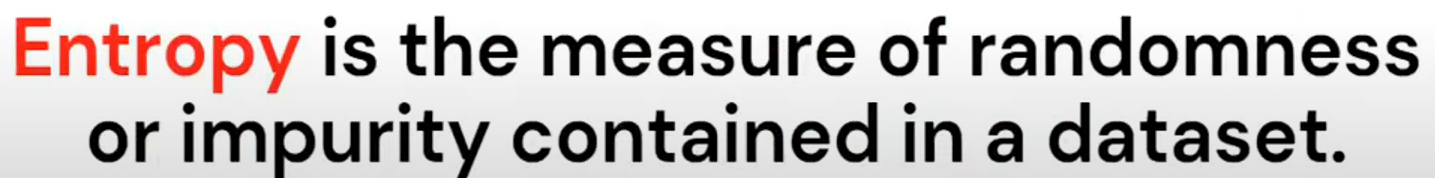 Entropy is the measure of randomness
or impurity contained in a dataset.